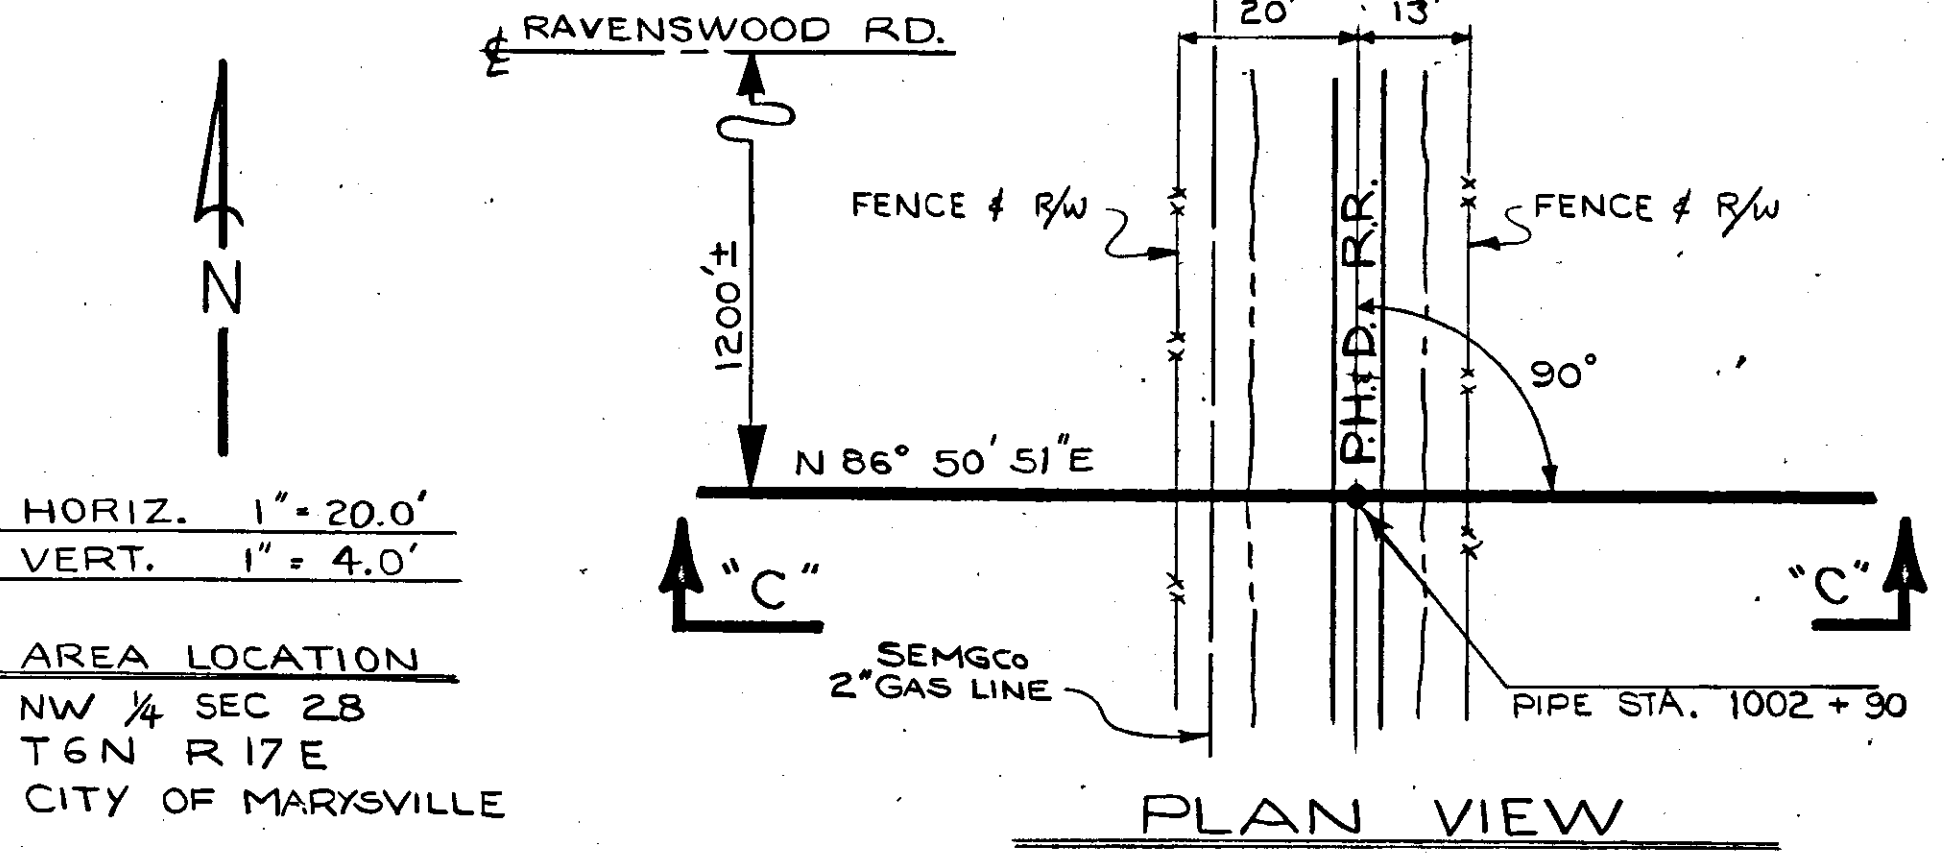 20' 13'
℄ RAVENSWOOD RD.
FENCE & R/W
FENCE & R/W
1200'±
P.H.&D. R.R.
90°
N
N 86° 50' 51" E
HORIZ. 1" = 20.0'
VERT. 1" = 4.0'
"C"
"C"
AREA LOCATION
NW 1/4 SEC 28
T 6 N R 17 E
CITY OF MARYSVILLE
SEMGCo
2" GAS LINE
PIPE STA. 1002 + 90
PLAN VIEW